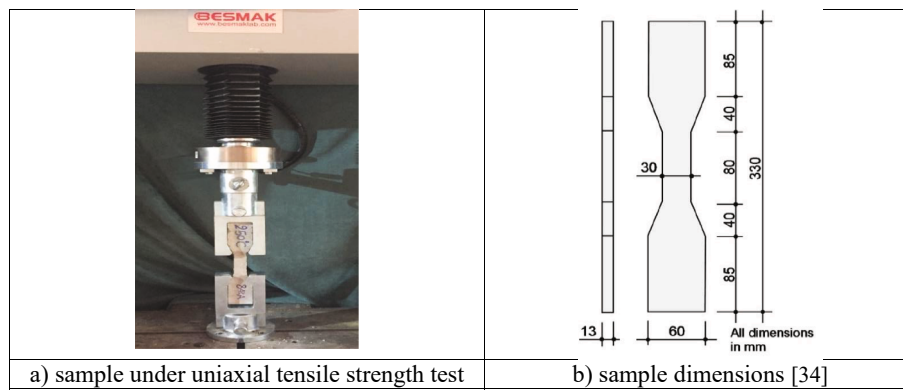 BESMAK
www.besmaklab.com
85
40
30
80
330
40
85
13
60
All dimensions
in mm
a) sample under uniaxial tensile strength test
b) sample dimensions [34]